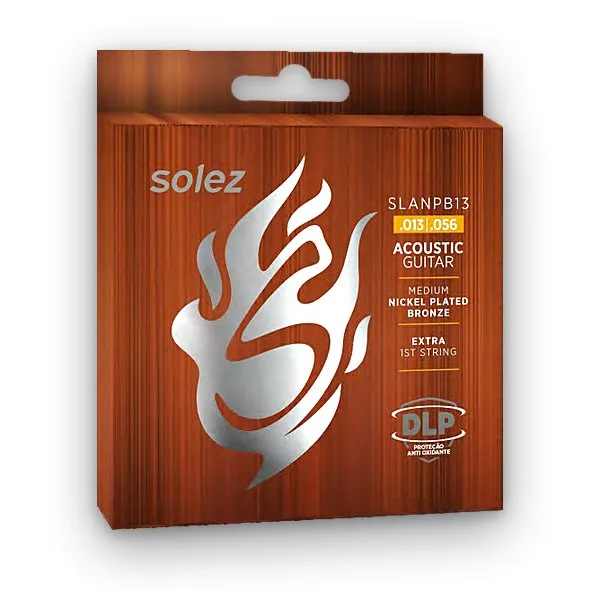 solez
SLANPB13
.013 .056
ACOUSTIC
GUITAR
MEDIUM
NICKEL PLATED
BRONZE
EXTRA
1ST STRING
DLP
PROTEÇÃO
ANTI OXIDANTE